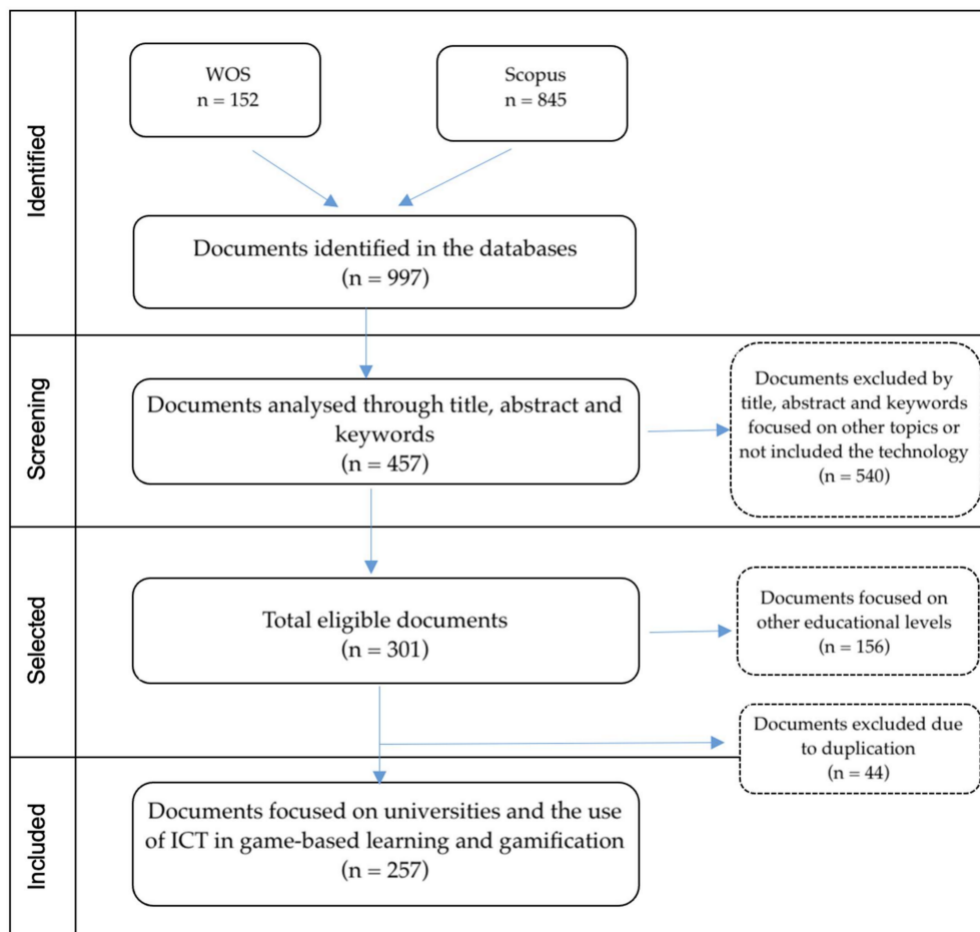 Identified
WOS
n = 152
Scopus
n = 845
Documents identified in the databases
(n = 997)
Screening
Documents analysed through title, abstract and
keywords
(n = 457)
Documents excluded by
title, abstract and keywords
focused on other topics or
not included the technology
(n = 540)
Selected
Total eligible documents
(n = 301)
Documents focused on
other educational levels
(n = 156)
Documents excluded due
to duplication
(n = 44)
Included
Documents focused on universities and the use
of ICT in game-based learning and gamification
(n = 257)